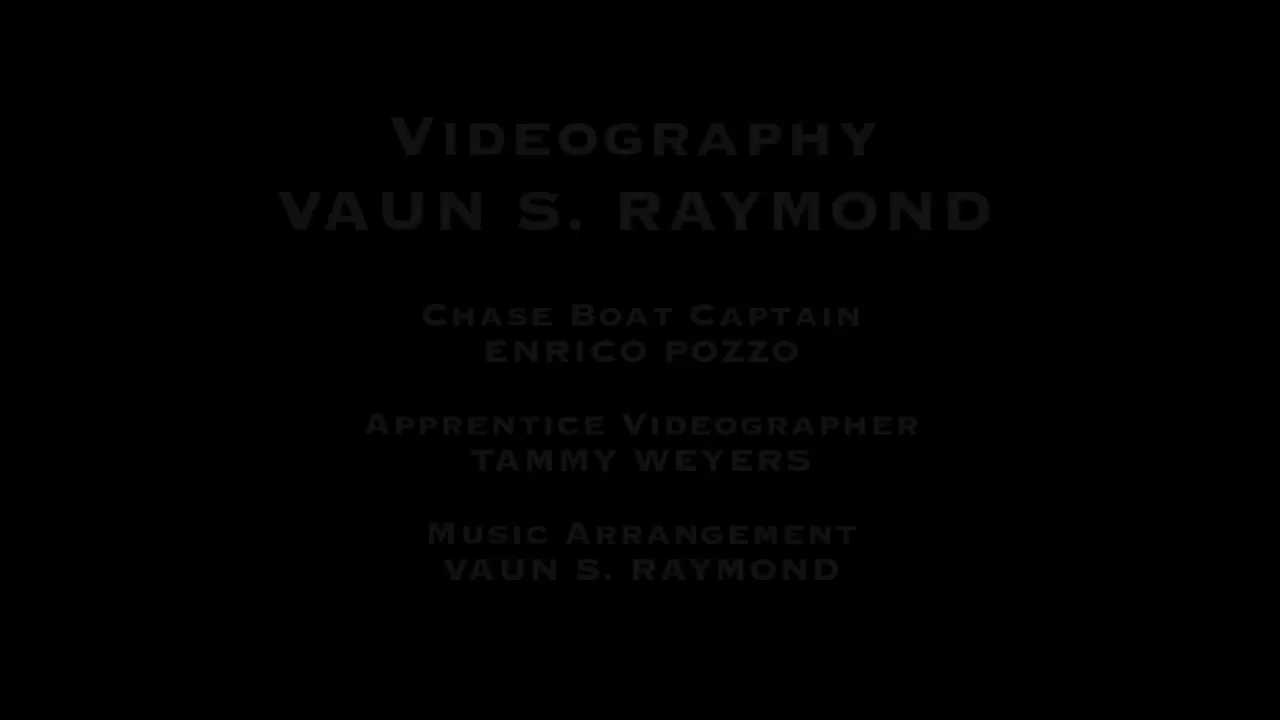 Videography
VAUN S. RAYMOND
Chase Boat Captain
ENRICO POZZO
Apprentice Videographer
TAMMY WEYERS
Music Arrangement
VAUN S. RAYMOND